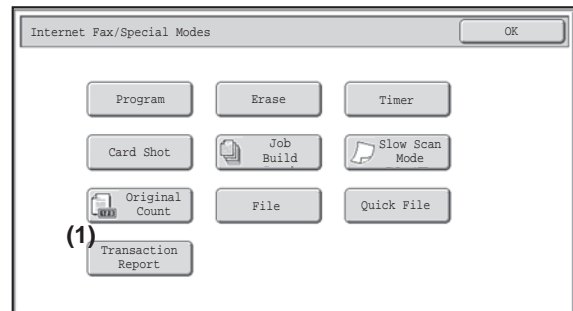 Internet Fax/Special Modes
OK
Program
Erase
Timer
Card Shot
Job
Build
Slow Scan
Mode
Original
Count
File
Quick File
(1)
Transaction
Report